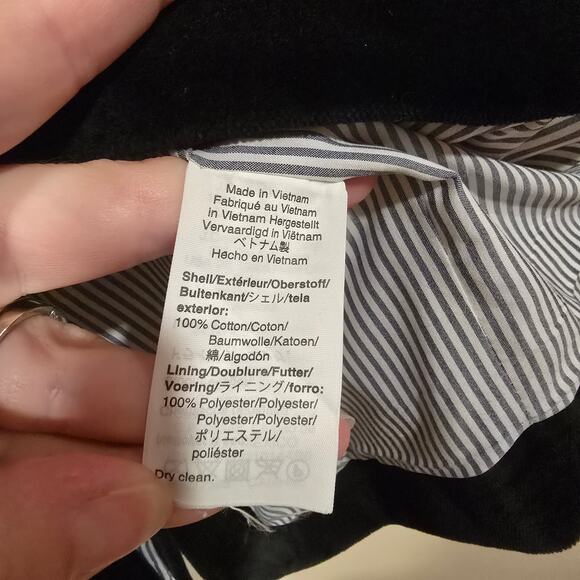 Made in Vietnam
Fabriqué au Vietnam
in Vietnam Hergestellt
Vervaardigd in Viëtnam
ベトナム製
Hecho en Vietnam
Shell/Extérieur/Oberstoff/
Buitenkant/シェル/tela
exterior:
100% Cotton/Coton/
Baumwolle/Katoen/
綿/algodón
Lining/Doublure/Futter/
Voering/ライニング/forro:
100% Polyester/Polyester/
Polyester/Polyester/
ポリエステル/
poliéster
Dry clean.